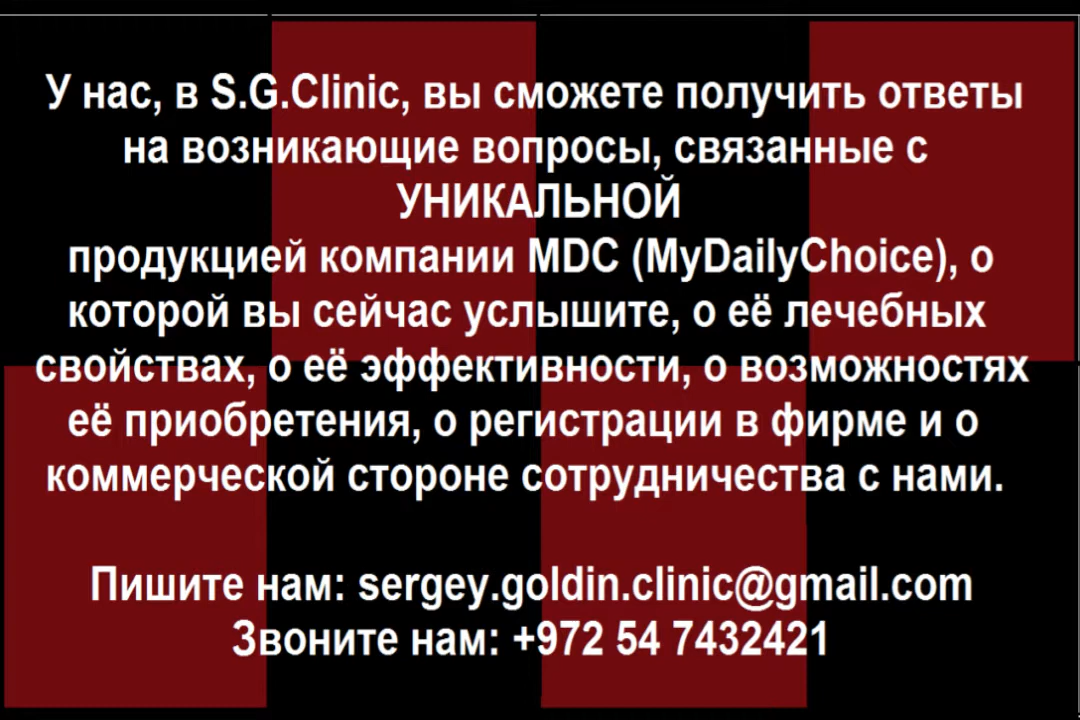 У нас, в S.G.Clinic, вы сможете получить ответы
на возникающие вопросы, связанные с
УНИКАЛЬНОЙ
продукцией компании MDC (MyDailyChoice), о
которой вы сейчас услышите, о её лечебных
свойствах, о её эффективности, о возможностях
её приобретения, о регистрации в фирме и о
коммерческой стороне сотрудничества с нами.
Пишите нам: sergey.goldin.clinic@gmail.com
Звоните нам: +972 54 7432421